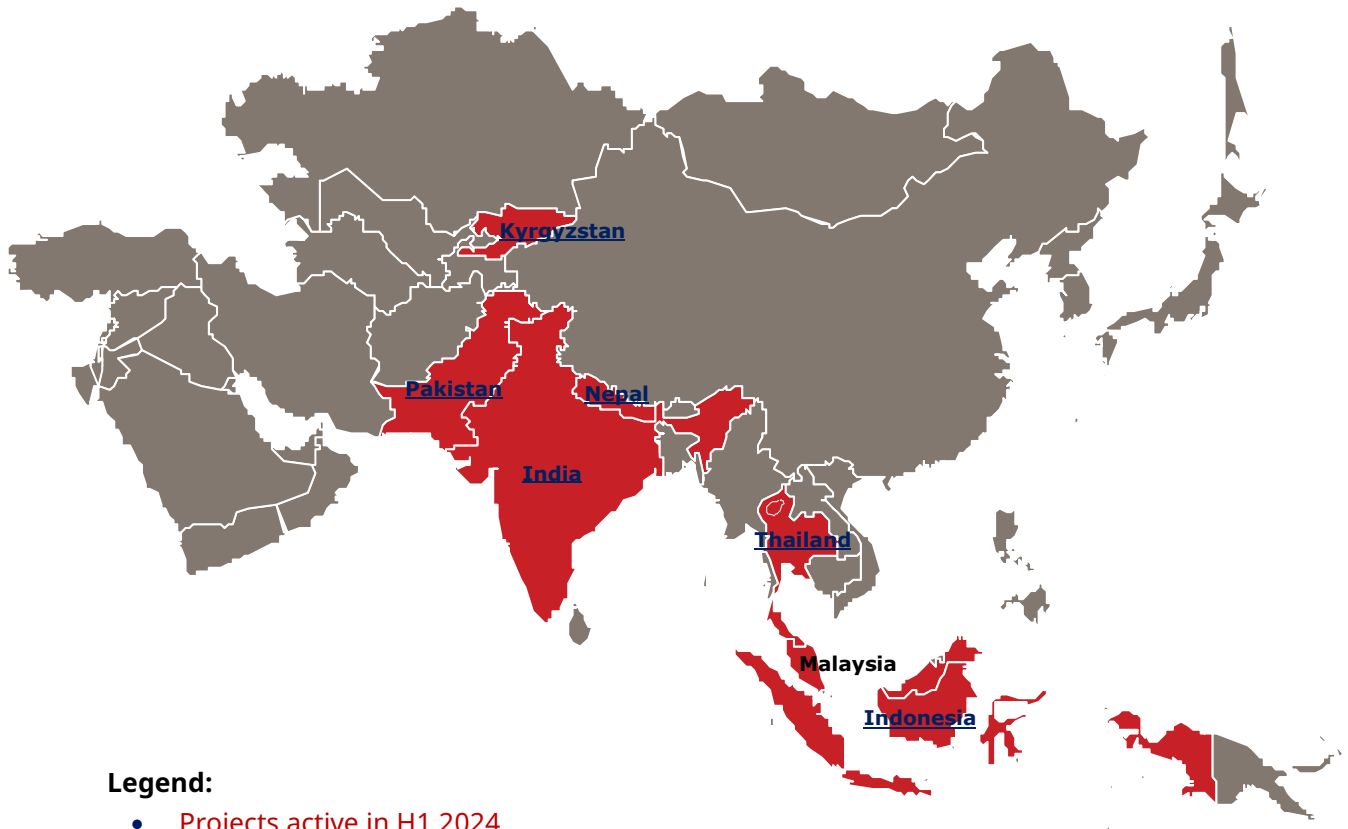 Kyrgyzstan
Pakistan
Nepal
India
Thailand
Malaysia
Indonesia
Legend:
• Projects active in H1 2024